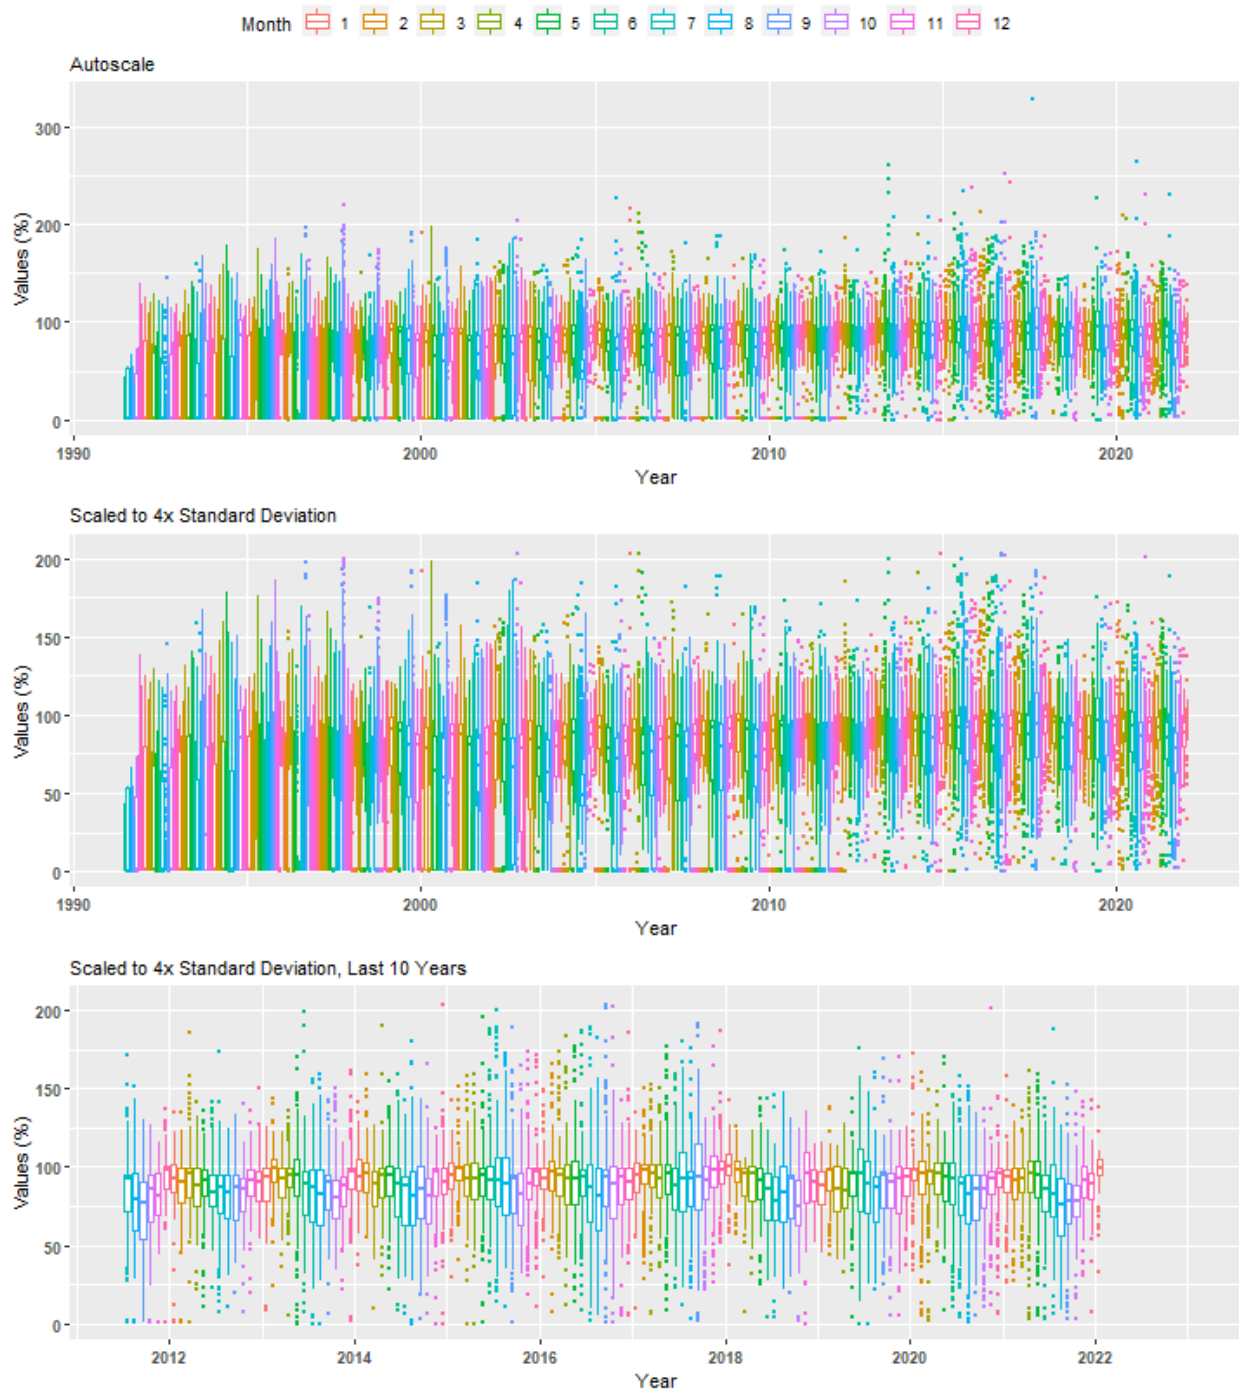 Month 1 2 3 4 5 6 7 8 9 10 11 12
Autoscale
Values (%)
300
200
100
0
1990 2000 2010 2020
Year
Scaled to 4x Standard Deviation
Values (%)
200
150
100
50
0
1990 2000 2010 2020
Year
Scaled to 4x Standard Deviation, Last 10 Years
Values (%)
200
150
100
50
0
2012 2014 2016 2018 2020 2022
Year